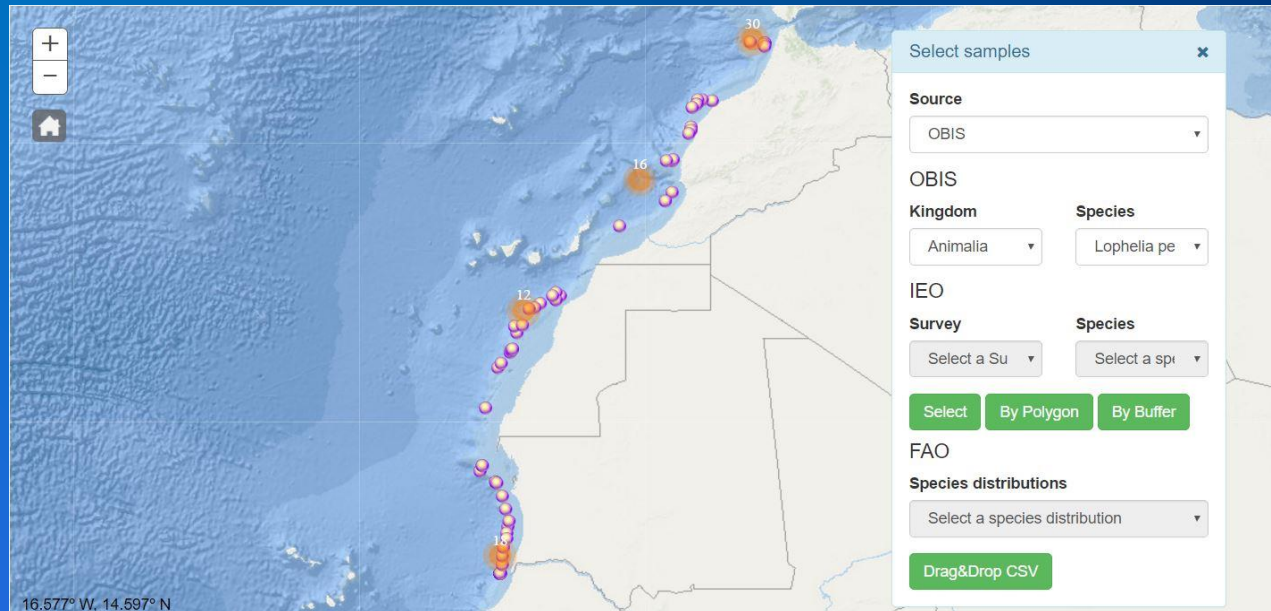 +
−
30
16
12
18
16.577° W, 14.597° N
Select samples ×
Source
OBIS
OBIS
Kingdom Species
Animalia Lophelia pe
IEO
Survey Species
Select a Su Select a spe
Select By Polygon By Buffer
FAO
Species distributions
Select a species distribution
Drag&Drop CSV